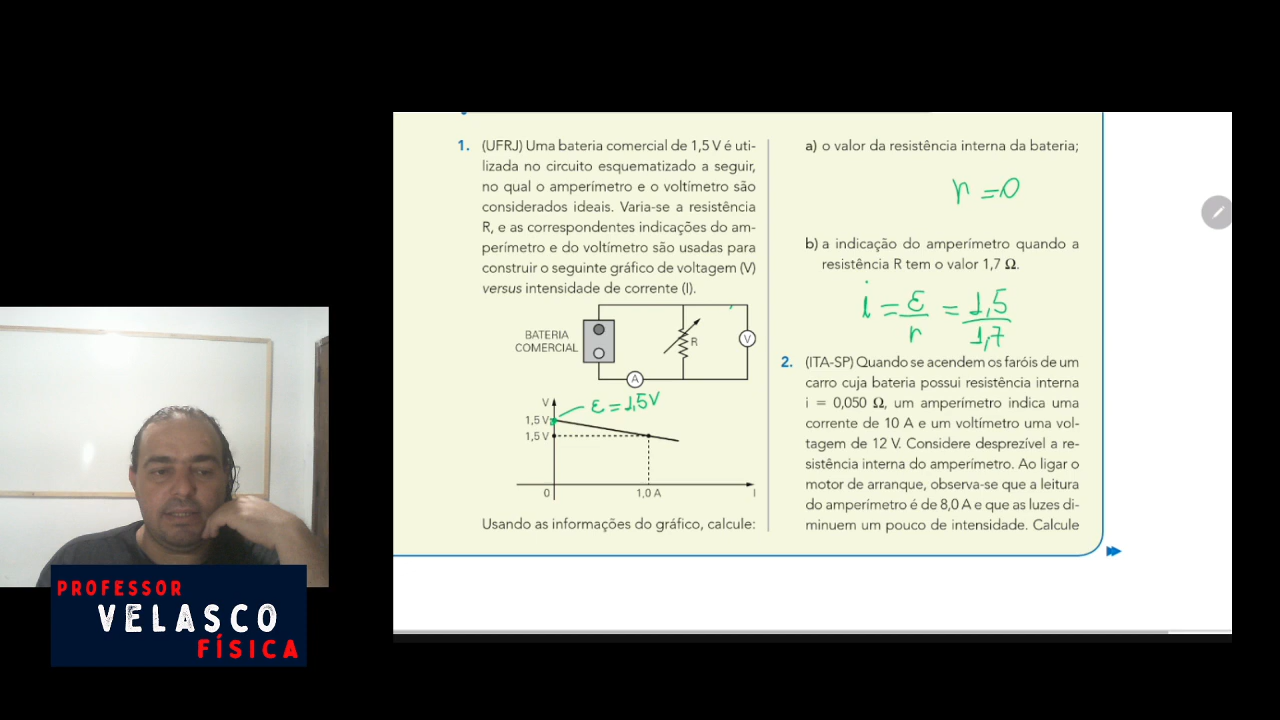 1. (UFRJ) Uma bateria comercial de 1,5 V é uti-
lizada no circuito esquematizado a seguir,
no qual o amperímetro e o voltímetro são
considerados ideais. Varia-se a resistência
R, e as correspondentes indicações do am-
perímetro e do voltímetro são usadas para
construir o seguinte gráfico de voltagem (V)
versus intensidade de corrente (I).
BATERIA
COMERCIAL
R
V
A
V
ε = 1,5V
1,5 V
1,5 V
0
1,0 A
I
Usando as informações do gráfico, calcule:
a) o valor da resistência interna da bateria;
r = 0
b) a indicação do amperímetro quando a
resistência R tem o valor 1,7 Ω.
i = ε/r = 1,5/1,7
2. (ITA-SP) Quando se acendem os faróis de um
carro cuja bateria possui resistência interna
i = 0,050 Ω, um amperímetro indica uma
corrente de 10 A e um voltímetro uma vol-
tagem de 12 V. Considere desprezível a re-
sistência interna do amperímetro. Ao ligar o
motor de arranque, observa-se que a leitura
do amperímetro é de 8,0 A e que as luzes di-
minuem um pouco de intensidade. Calcule
PROFESSOR
VELASCO
FÍSICA